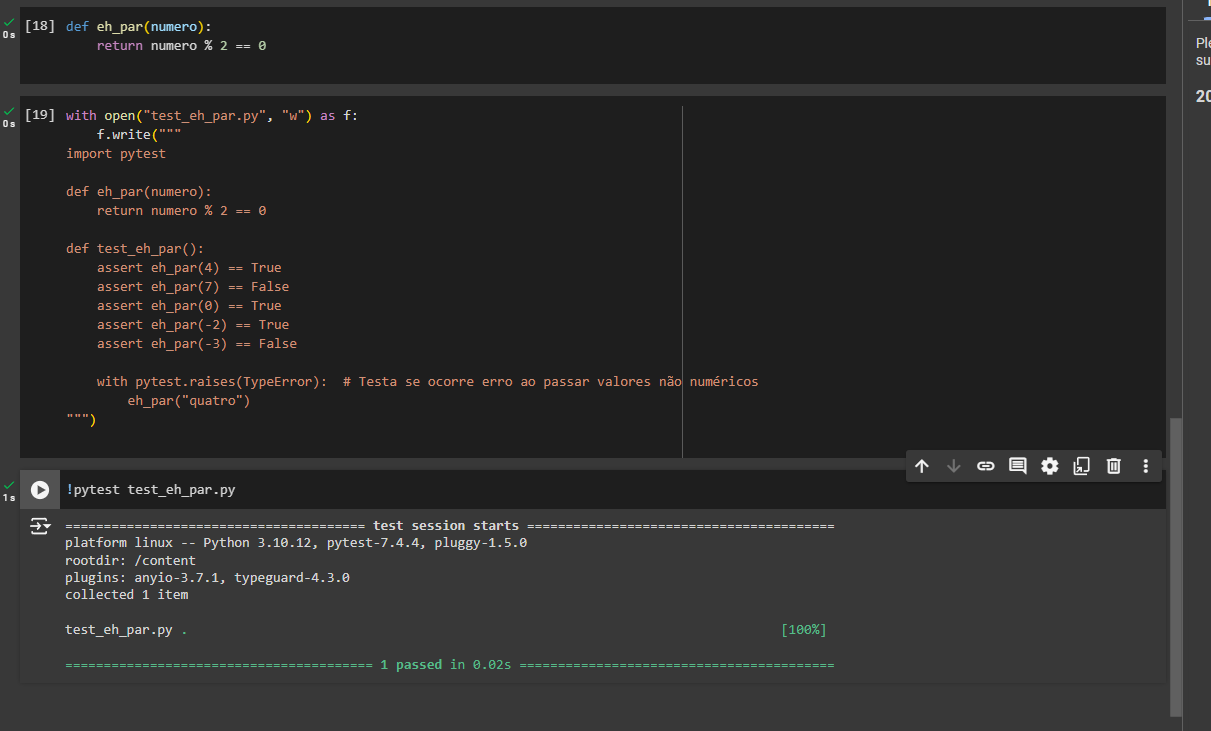 [18] def eh_par(numero):
    return numero % 2 == 0
0s
[19] with open("test_eh_par.py", "w") as f:
    f.write("""
0s
import pytest

def eh_par(numero):
    return numero % 2 == 0

def test_eh_par():
    assert eh_par(4) == True
    assert eh_par(7) == False
    assert eh_par(0) == True
    assert eh_par(-2) == True
    assert eh_par(-3) == False

    with pytest.raises(TypeError):  # Testa se ocorre erro ao passar valores não numéricos
        eh_par("quatro")
""")
!pytest test_eh_par.py
1s
======================================= test session starts ========================================
platform linux -- Python 3.10.12, pytest-7.4.4, pluggy-1.5.0
rootdir: /content
plugins: anyio-3.7.1, typeguard-4.3.0
collected 1 item

test_eh_par.py . [100%]

======================================== 1 passed in 0.02s =========================================